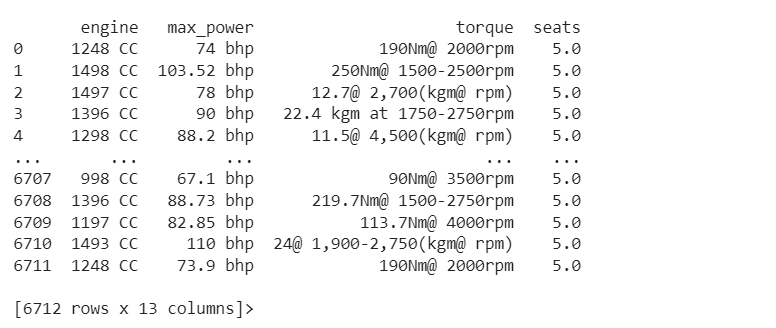 engine max_power torque seats
0 1248 CC 74 bhp 190Nm@ 2000rpm 5.0
1 1498 CC 103.52 bhp 250Nm@ 1500-2500rpm 5.0
2 1497 CC 78 bhp 12.7@ 2,700(kgm@ rpm) 5.0
3 1396 CC 90 bhp 22.4 kgm at 1750-2750rpm 5.0
4 1298 CC 88.2 bhp 11.5@ 4,500(kgm@ rpm) 5.0
... ... ... ... ...
6707 998 CC 67.1 bhp 90Nm@ 3500rpm 5.0
6708 1396 CC 88.73 bhp 219.7Nm@ 1500-2750rpm 5.0
6709 1197 CC 82.85 bhp 113.7Nm@ 4000rpm 5.0
6710 1493 CC 110 bhp 24@ 1,900-2,750(kgm@ rpm) 5.0
6711 1248 CC 73.9 bhp 190Nm@ 2000rpm 5.0
[6712 rows x 13 columns]>